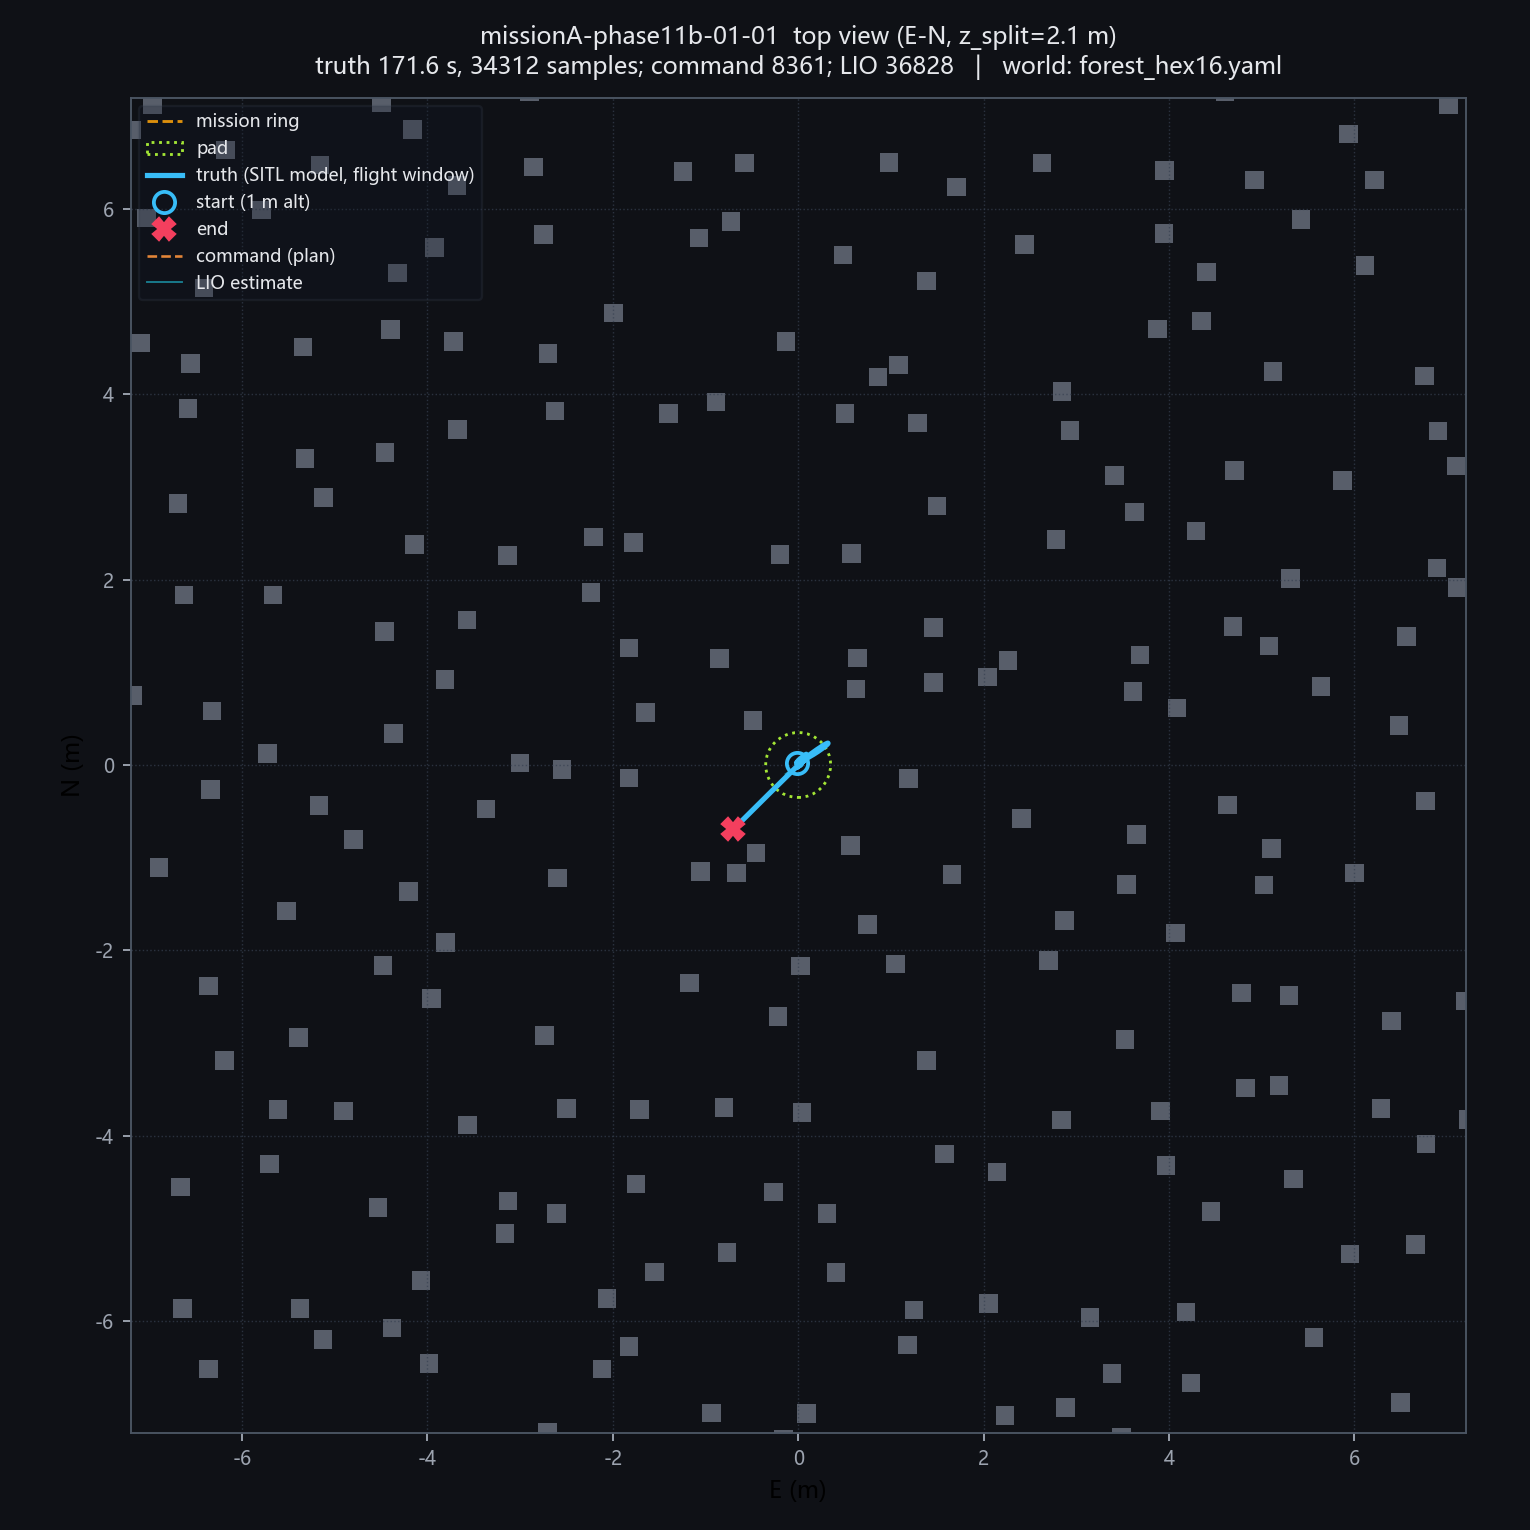 missionA-phase11b-01-01  top view (E-N, z_split=2.1 m)
truth 171.6 s, 34312 samples; command 8361; LIO 36828   |   world: forest_hex16.yaml
mission ring
pad
truth (SITL model, flight window)
start (1 m alt)
end
command (plan)
LIO estimate
6
4
2
0
-2
-4
-6
N (m)
-6
-4
-2
0
2
4
6
E (m)